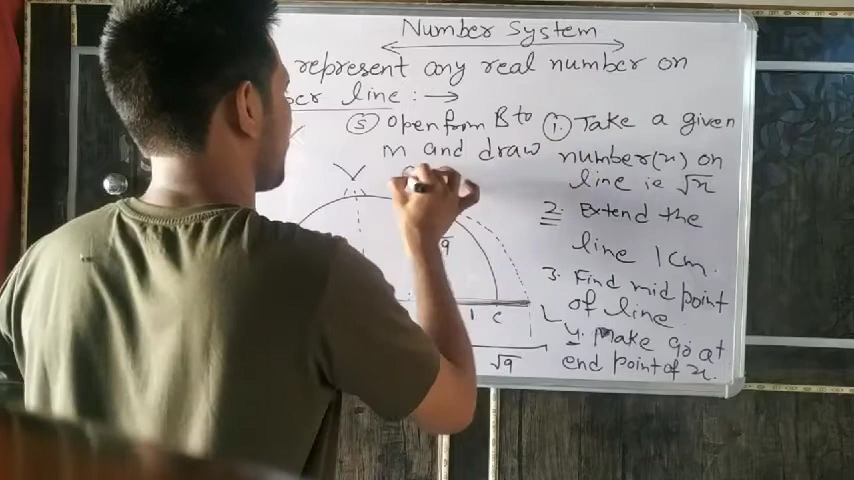 Number System
represent any real number on
ber line :→
⑤ Open from B to
m and draw
① Take a given
number(x) on
line ie √x
2. Extend the
line 1cm.
3. Find mid point
of line
4. Make 90 at
end point of x.
9
1 C L
√9